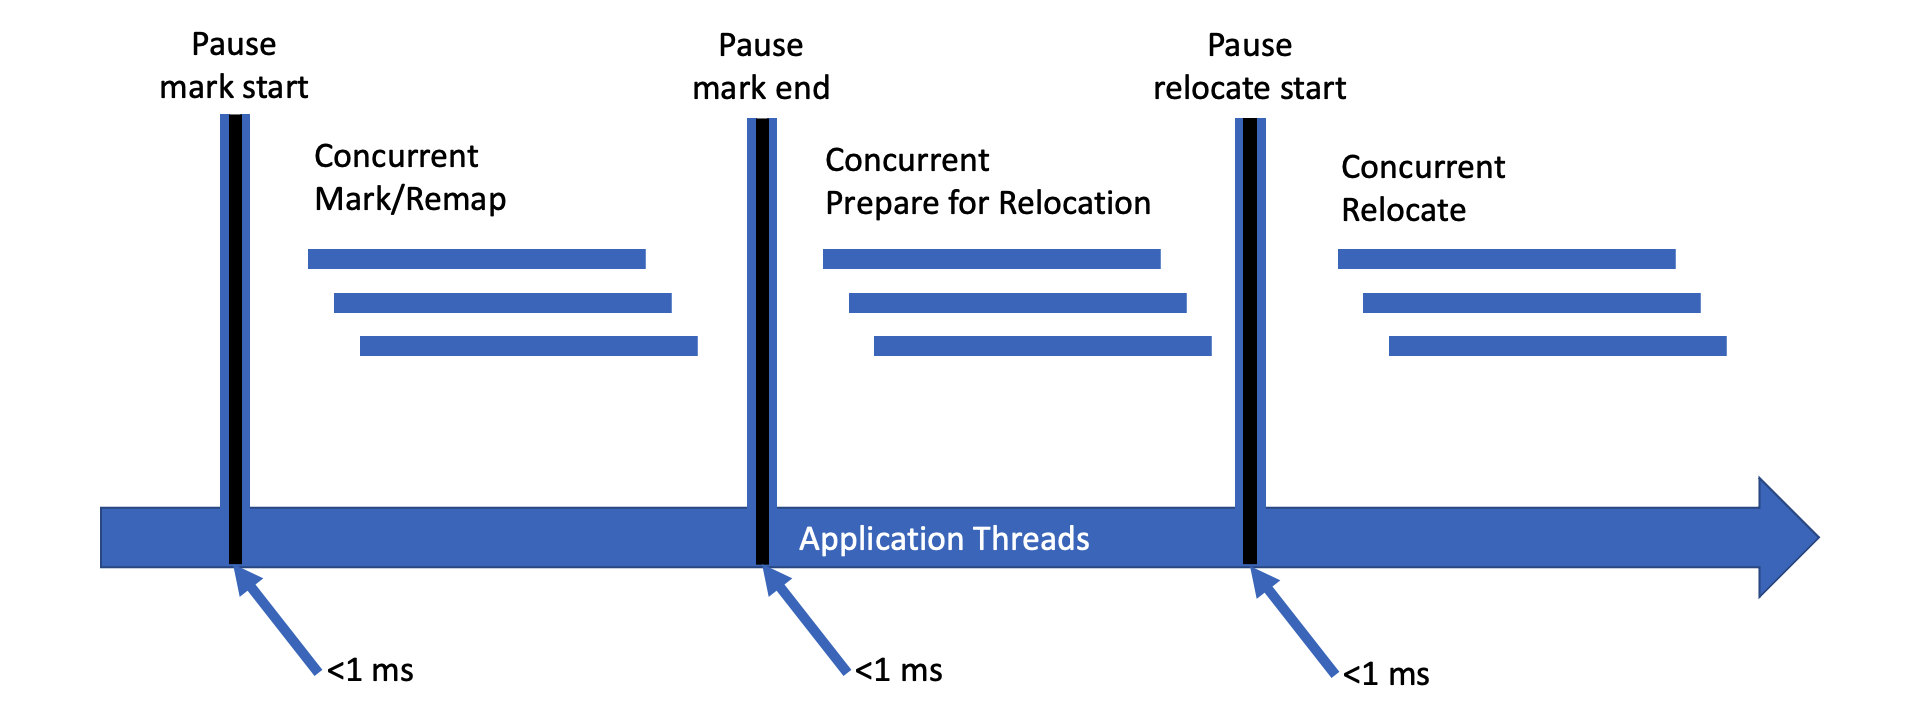 Pause
mark start
Pause
mark end
Pause
relocate start
Concurrent
Mark/Remap
Concurrent
Prepare for Relocation
Concurrent
Relocate
Application Threads
<1 ms
<1 ms
<1 ms